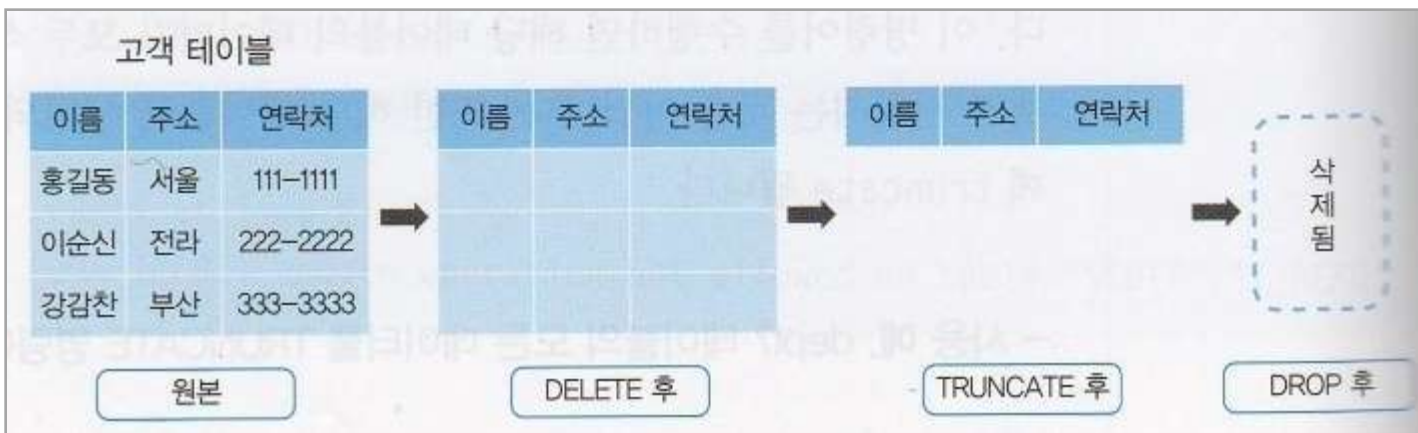 고객 테이블
이름 주소 연락처
홍길동 서울 111-1111
이순신 전라 222-2222
강감찬 부산 333-3333
원본
이름 주소 연락처
DELETE 후
이름 주소 연락처
TRUNCATE 후
삭제됨
DROP 후